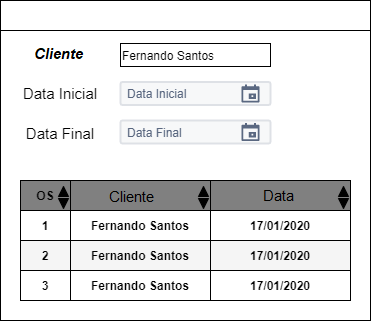 Cliente Fernando Santos
Data Inicial Data Inicial
Data Final Data Final
OS Cliente Data
1 Fernando Santos 17/01/2020
2 Fernando Santos 17/01/2020
3 Fernando Santos 17/01/2020